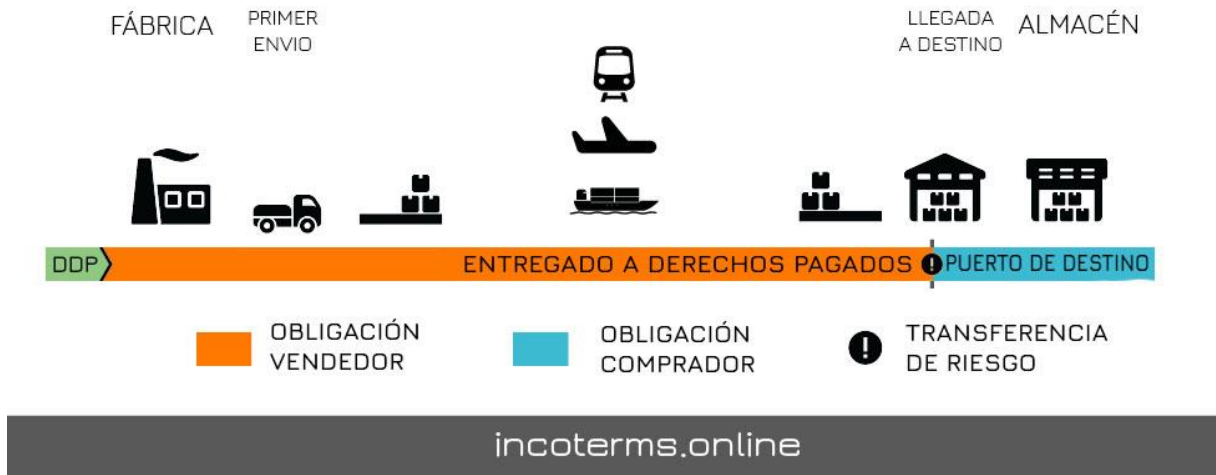 FÁBRICA
PRIMER
ENVIO
LLEGADA
A DESTINO
ALMACÉN
DDP
ENTREGADO A DERECHOS PAGADOS
PUERTO DE DESTINO
OBLIGACIÓN
VENDEDOR
OBLIGACIÓN
COMPRADOR
TRANSFERENCIA
DE RIESGO
incoterms.online